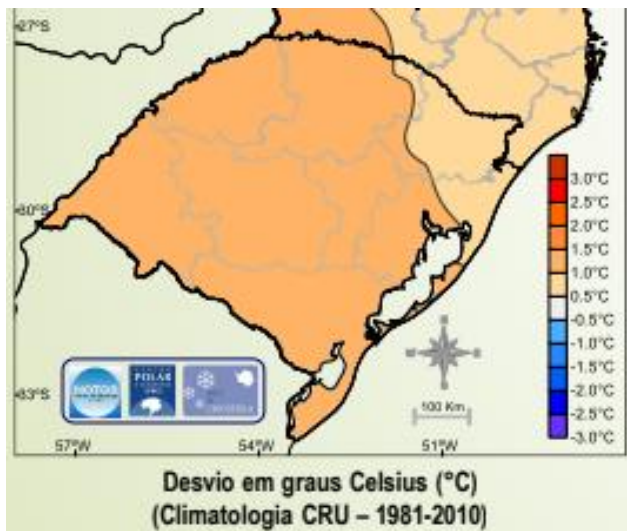 27°S
30°S
33°S
57°W
54°W
51°W
3.0°C
2.5°C
2.0°C
1.5°C
1.0°C
0.5°C
-0.5°C
-1.0°C
-1.5°C
-2.0°C
-2.5°C
-3.0°C
N
S
100 Km
NOTOS
POLAR
Desvio em graus Celsius (°C)
(Climatologia CRU – 1981-2010)